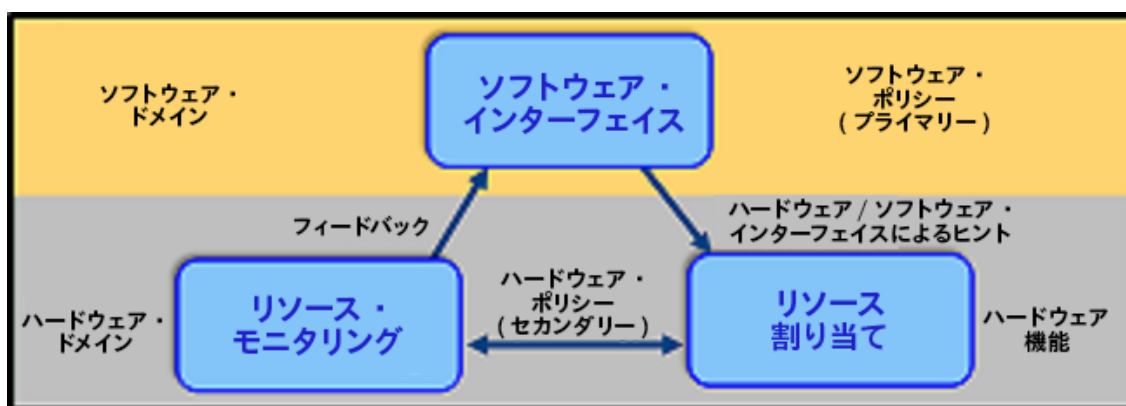 ソフトウェア・
ドメイン
ソフトウェア・
インターフェイス
ソフトウェア・
ポリシー
( プライマリー )
フィードバック
ハードウェア / ソフトウェア・
インターフェイスによるヒント
ハードウェア・
ドメイン
リソース・
モニタリング
ハードウェア・
ポリシー
( セカンダリー )
リソース
割り当て
ハードウェア
機能